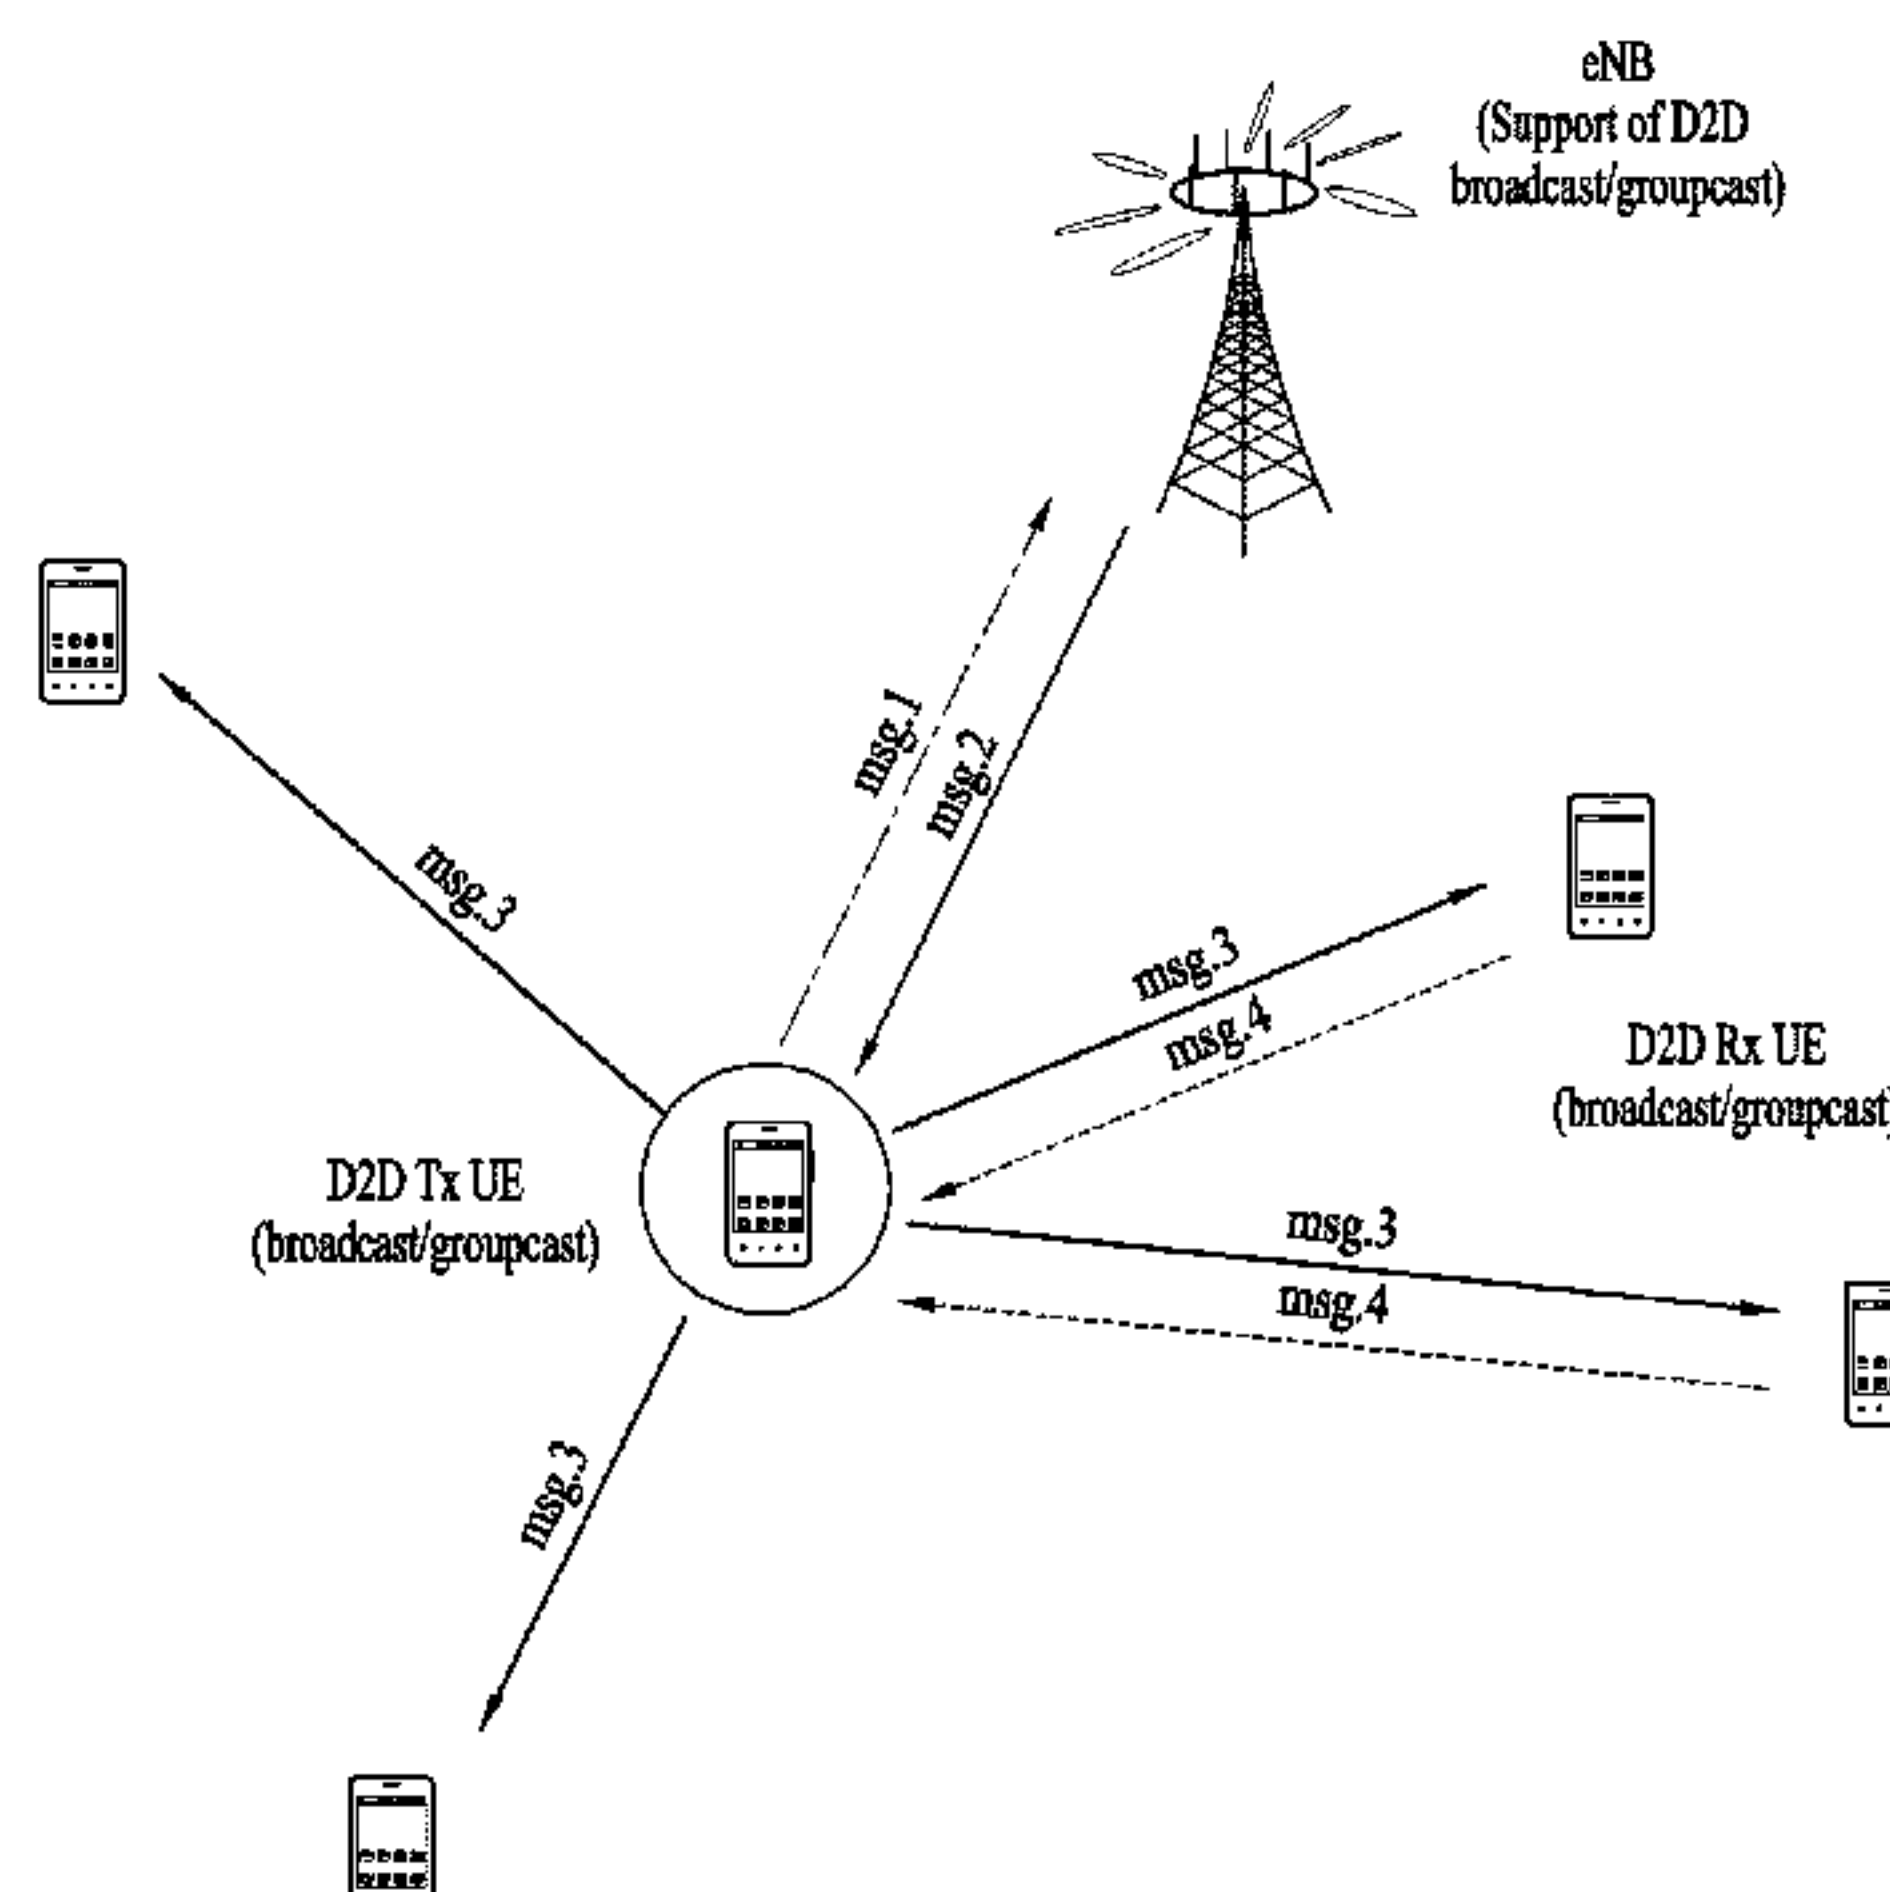 eNB
(Support of D2D
broadcast/groupcast)
msg.1
msg.2
msg.3
msg.3
msg.4
D2D Rx UE
(broadcast/groupcast)
D2D Tx UE
(broadcast/groupcast)
msg.3
msg.4
msg.3